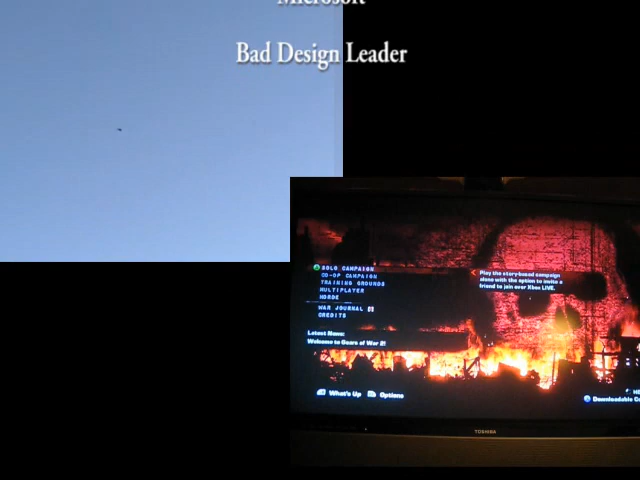 Microsoft
Bad Design Leader
SOLO CAMPAIGN
CO-OP CAMPAIGN
TRAINING GROUNDS
MULTIPLAYER
HORDE
WAR JOURNAL
CREDITS
Play the story-based campaign
alone with the option to invite a
friend to join over Xbox LIVE.
Latest News:
Welcome to Gears of War 2!
What's Up
Options
Downloadable
TOSHIBA